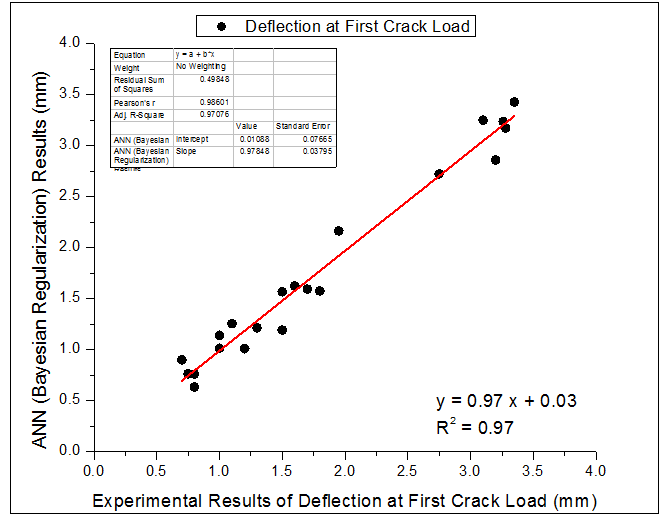 Deflection at First Crack Load
Equation y = a + b*x
Weight No Weighting
Residual Sum
of Squares 0.49848
Pearson's r 0.98601
Adj. R-Square 0.97076
Value Standard Error
ANN (Bayesian Intercept 0.01088 0.07665
ANN (Bayesian Slope 0.97848 0.03795
Regularization)
4.0
3.5
3.0
2.5
2.0
1.5
1.0
0.5
0.0
ANN (Bayesian Regularization) Results (mm)
y = 0.97 x + 0.03
R² = 0.97
0.0 0.5 1.0 1.5 2.0 2.5 3.0 3.5 4.0
Experimental Results of Deflection at First Crack Load (mm)